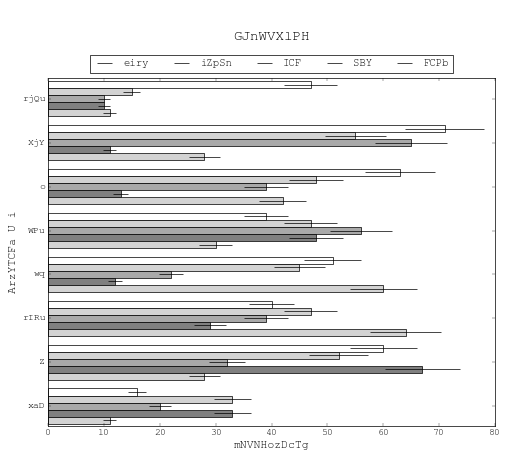 GJnWVX1PH
eiry iZpSn ICF SBY FCPb
rjQu
XjY
o
WPu
wq
rIRu
Z
xaD
ArzYTCFa U i
0 10 20 30 40 50 60 70 80
mNVNHozDcTg